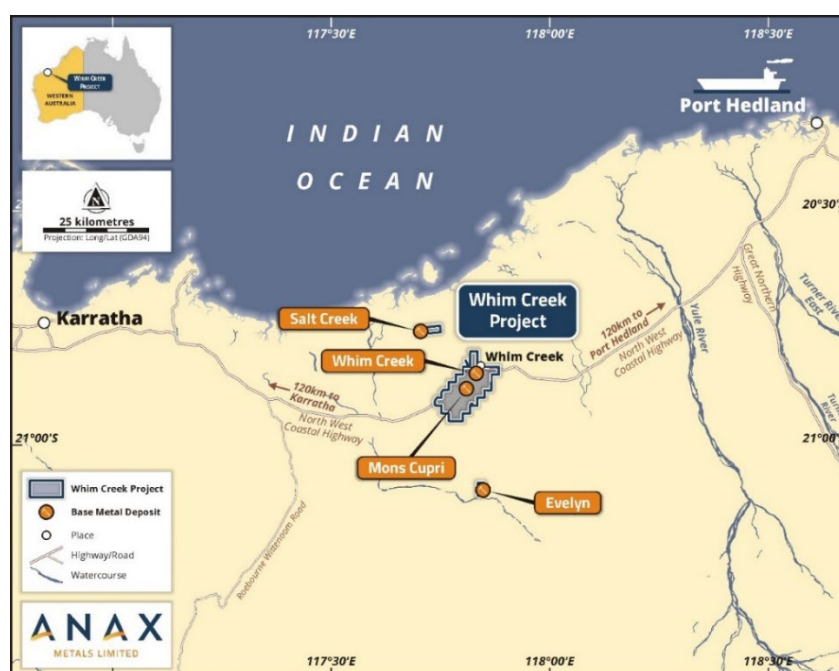 117°30'E
118°00'E
118°30'E
WHIM CREEK
PROJECT
WESTERN
AUSTRALIA
INDIAN
OCEAN
Port Hedland
25 kilometres
Projection: Long/Lat (GDA94)
20°30'
Karratha
Salt Creek
Whim Creek
Project
Whim Creek
Whim Creek
120km to
Port Hedland
North West
Coastal Highway
Yule River
Great Northern
Highway
Turner River
East
120km to
Karratha
North West
Coastal Highway
21°00'S
21°00
Mons Cupri
Evelyn
Roebourne Wittenoom Road
Whim Creek Project
Base Metal Deposit
Place
Highway/Road
Watercourse
ANAX
METALS LIMITED
117°30'E
118°00'E
118°30'E